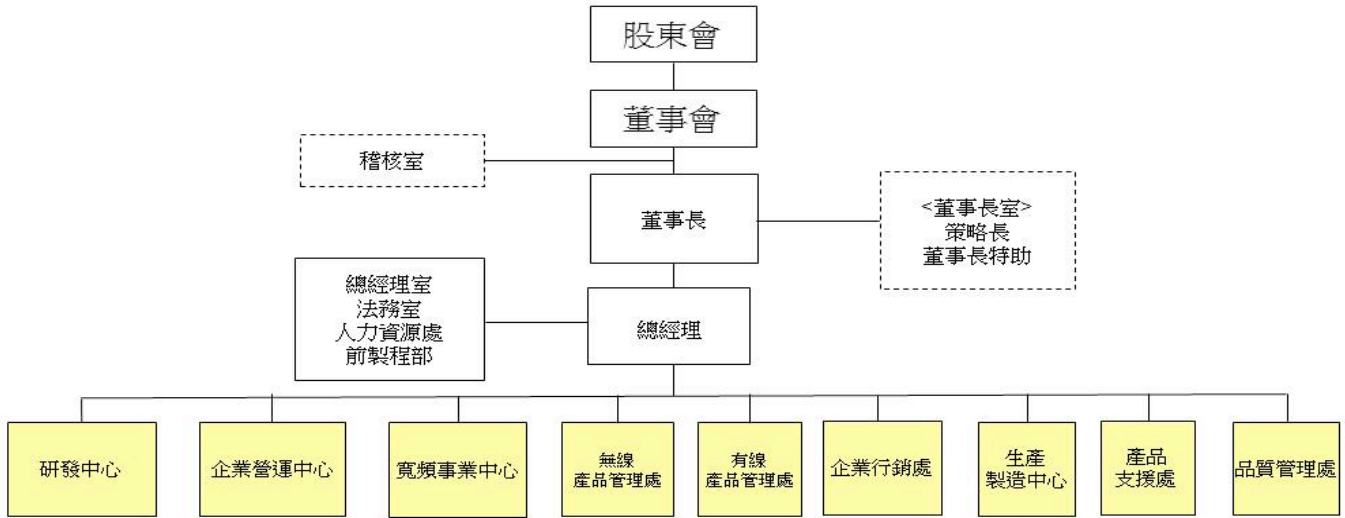 股東會
董事會
稽核室
董事長
<董事長室>
策略長
董事長特助
總經理室
法務室
人力資源處
前製程部
總經理
研發中心
企業營運中心
寬頻事業中心
無線
產品管理處
有線
產品管理處
企業行銷處
生產
製造中心
產品
支援處
品質管理處